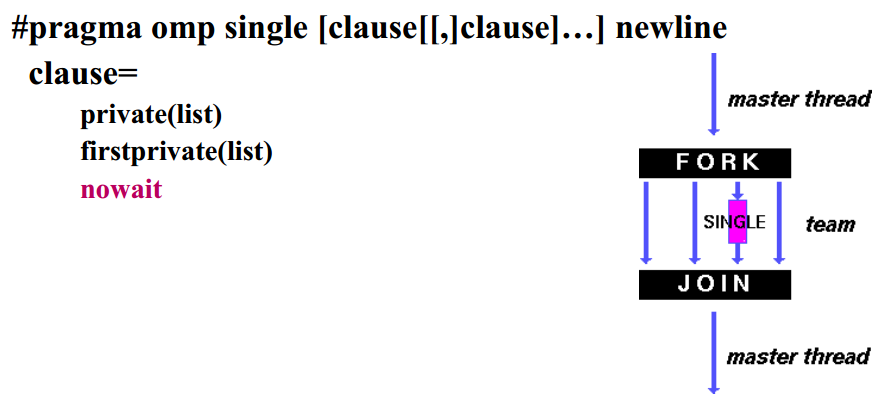 #pragma omp single [clause[[,]clause]…] newline
clause=
private(list)
firstprivate(list)
nowait
master thread
FORK
SINGLE
team
JOIN
master thread